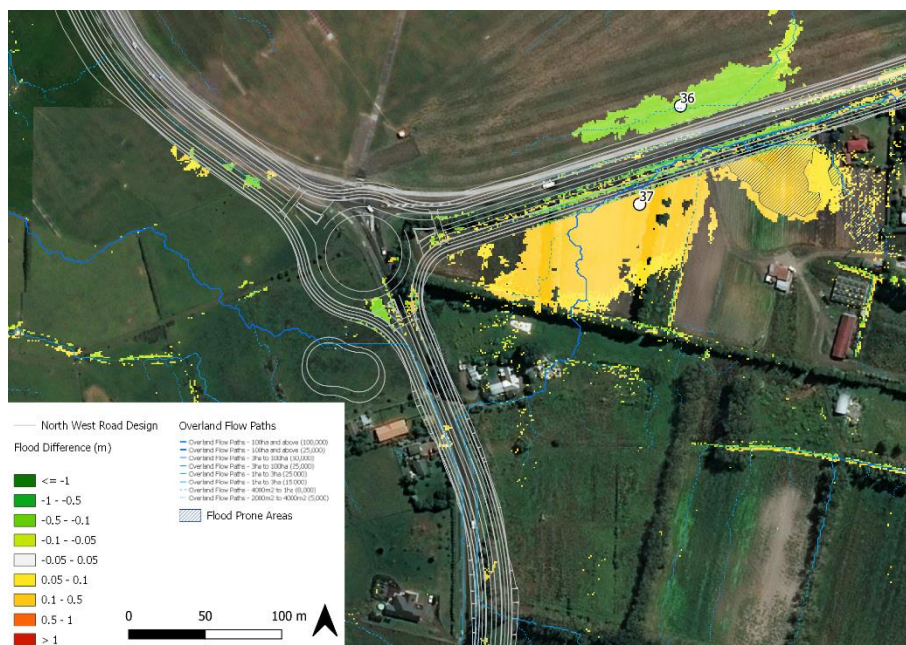 36
37
North West Road Design
Flood Difference (m)
<= -1
-1 - -0.5
-0.5 - -0.1
-0.1 - -0.05
-0.05 - 0.05
0.05 - 0.1
0.1 - 0.5
0.5 - 1
> 1
Overland Flow Paths
Overland Flow Paths - 100ha and above (100,000)
Overland Flow Paths - 100ha and above (25,000)
Overland Flow Paths - 3ha to 100ha (50,000)
Overland Flow Paths - 3ha to 100ha (25,000)
Overland Flow Paths - 1ha to 3ha (25,000)
Overland Flow Paths - 1ha to 3ha (15,000)
Overland Flow Paths - 4000m2 to 1ha (8,000)
Overland Flow Paths - 2000m2 to 4000m2 (5,000)
Flood Prone Areas
0 50 100 m